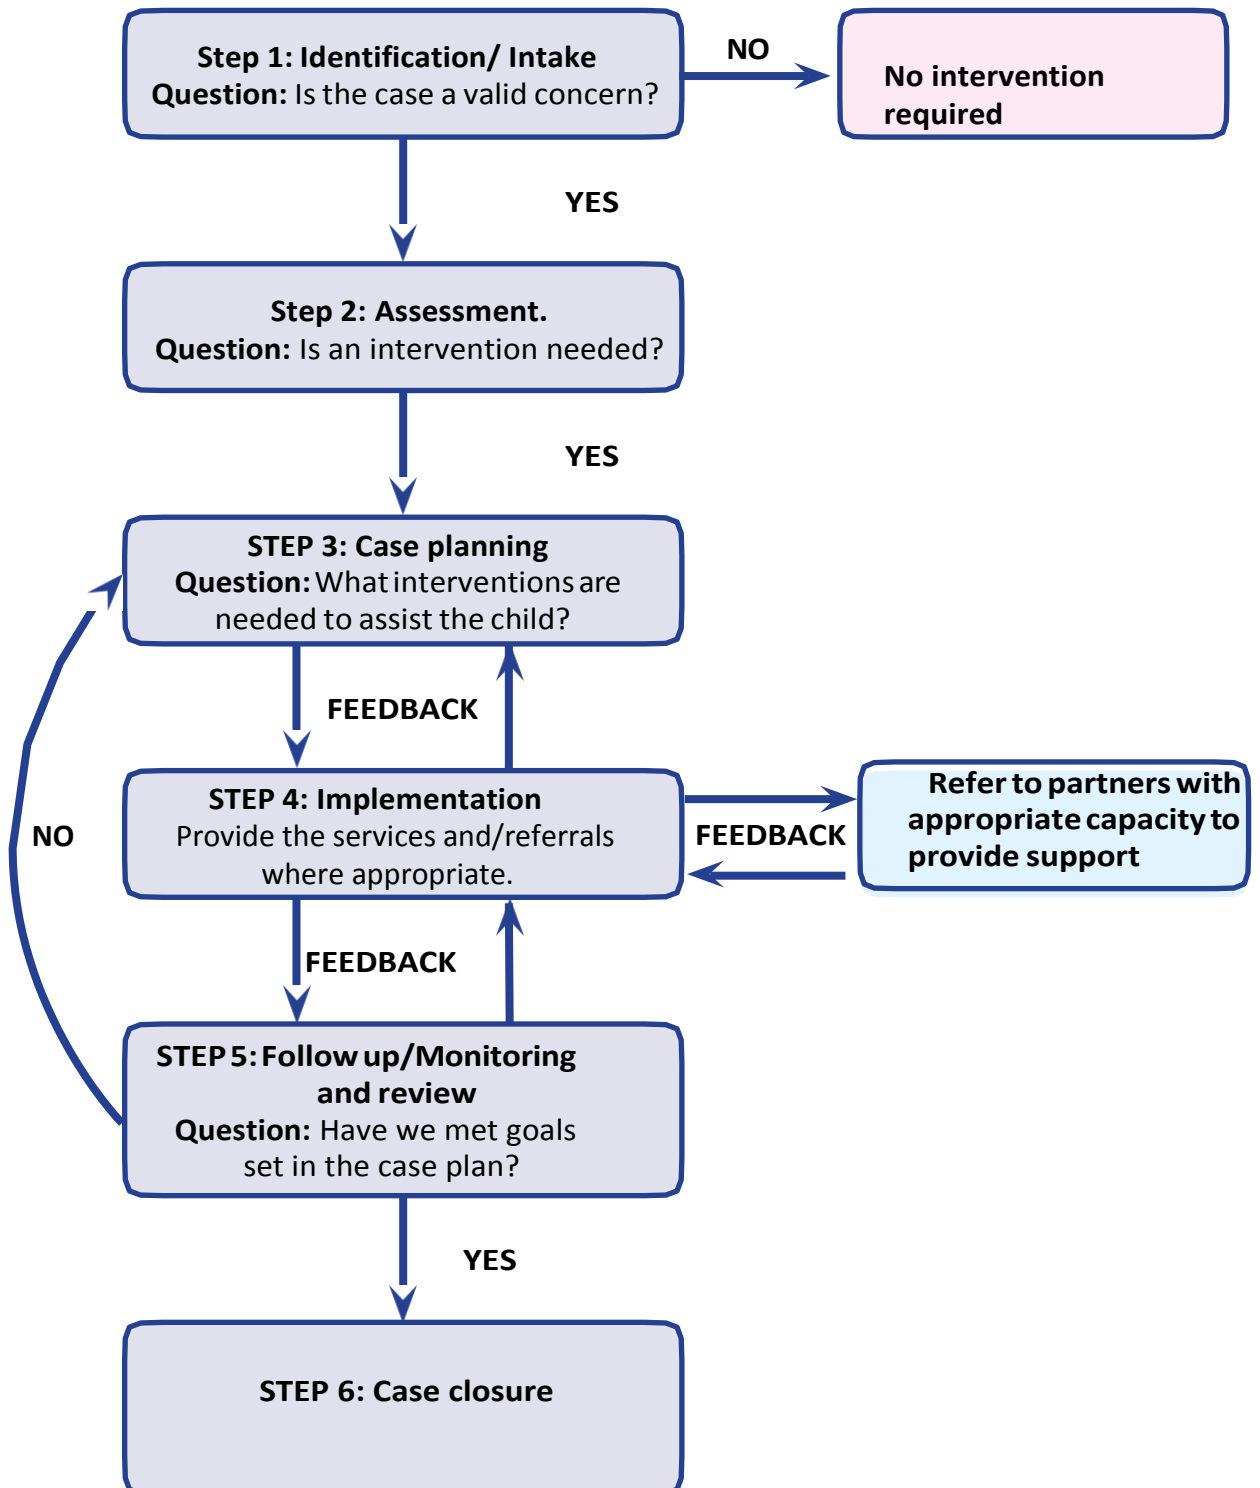 Step 1: Identification/ Intake
Question: Is the case a valid concern?
NO
No intervention
required
YES
Step 2: Assessment.
Question: Is an intervention needed?
YES
STEP 3: Case planning
Question: What interventions are
needed to assist the child?
FEEDBACK
STEP 4: Implementation
Provide the services and/referrals
where appropriate.
NO
FEEDBACK
Refer to partners with
appropriate capacity to
provide support
FEEDBACK
STEP 5: Follow up/Monitoring
and review
Question: Have we met goals
set in the case plan?
YES
STEP 6: Case closure